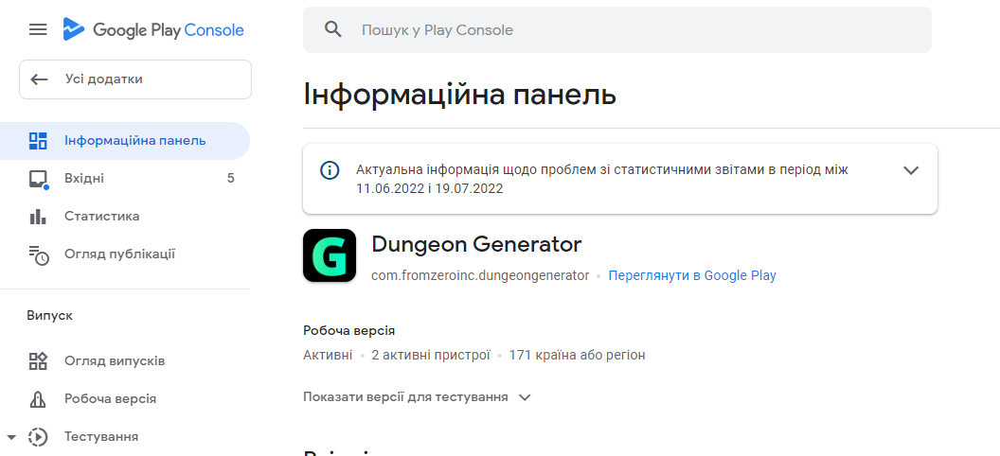 Google Play Console
Пошук у Play Console
Усі додатки
Інформаційна панель
Вхідні 5
Статистика
Огляд публікації
Випуск
Огляд випусків
Робоча версія
Тестування
Інформаційна панель
Актуальна інформація щодо проблем зі статистичними звітами в період між
11.06.2022 і 19.07.2022
G
Dungeon Generator
com.fromzeroinc.dungeongenerator • Переглянути в Google Play
Робоча версія
Активні • 2 активні пристрої • 171 країна або регіон
Показати версії для тестування